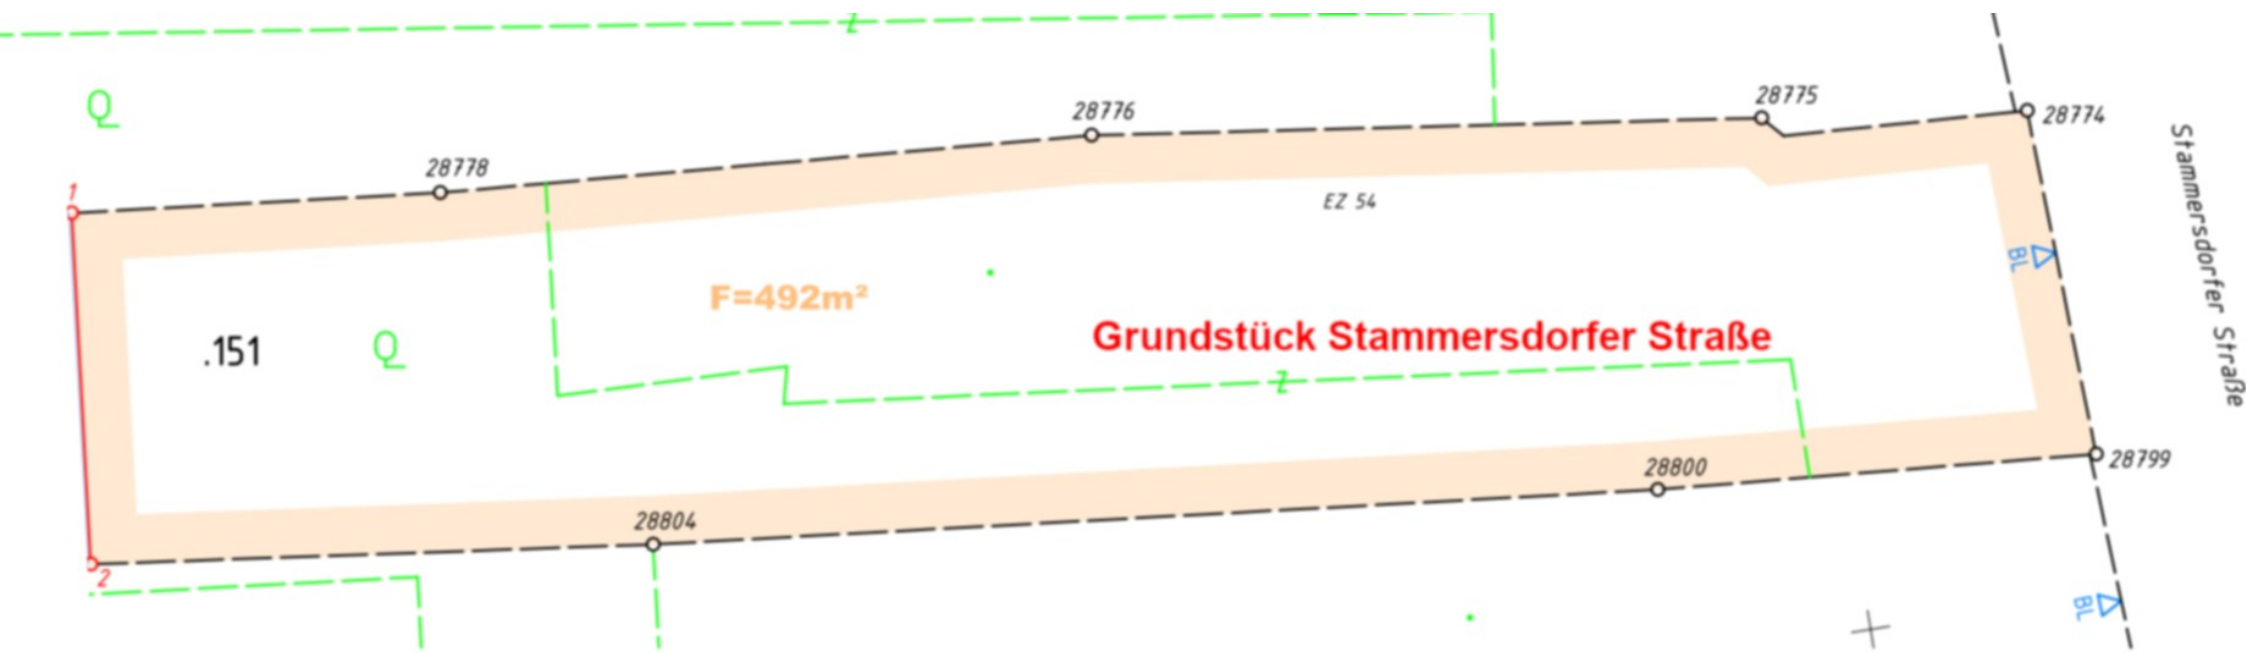 Z
Q
28775
28776
28774
28778
1
EZ 54
BL
Stammersdorfer Straße
F=492m²
.151
Q
Grundstück Stammersdorfer Straße
Z
28799
28800
28804
2
BL